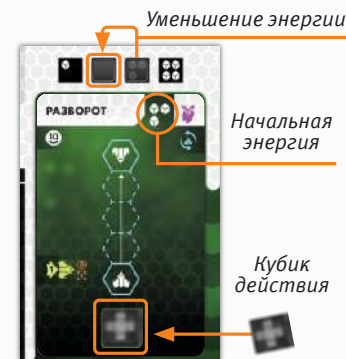 Уменьшение энергии
РАЗВОРОТ
10
Начальная
энергия
Кубик
действия